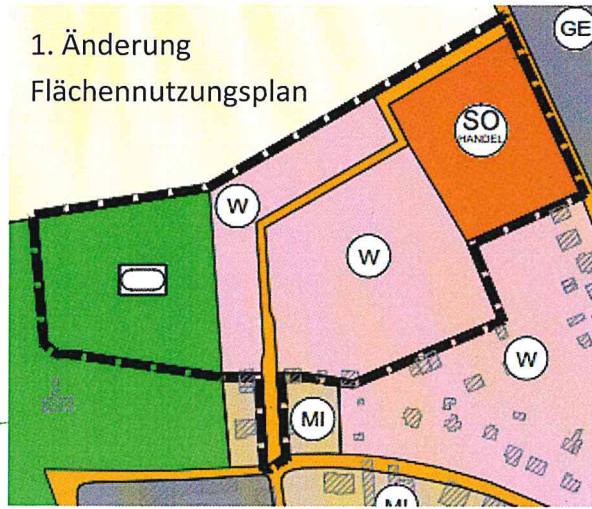 1. Änderung
Flächennutzungsplan
GE
SO
HANDEL
W
W
W
MI
MI